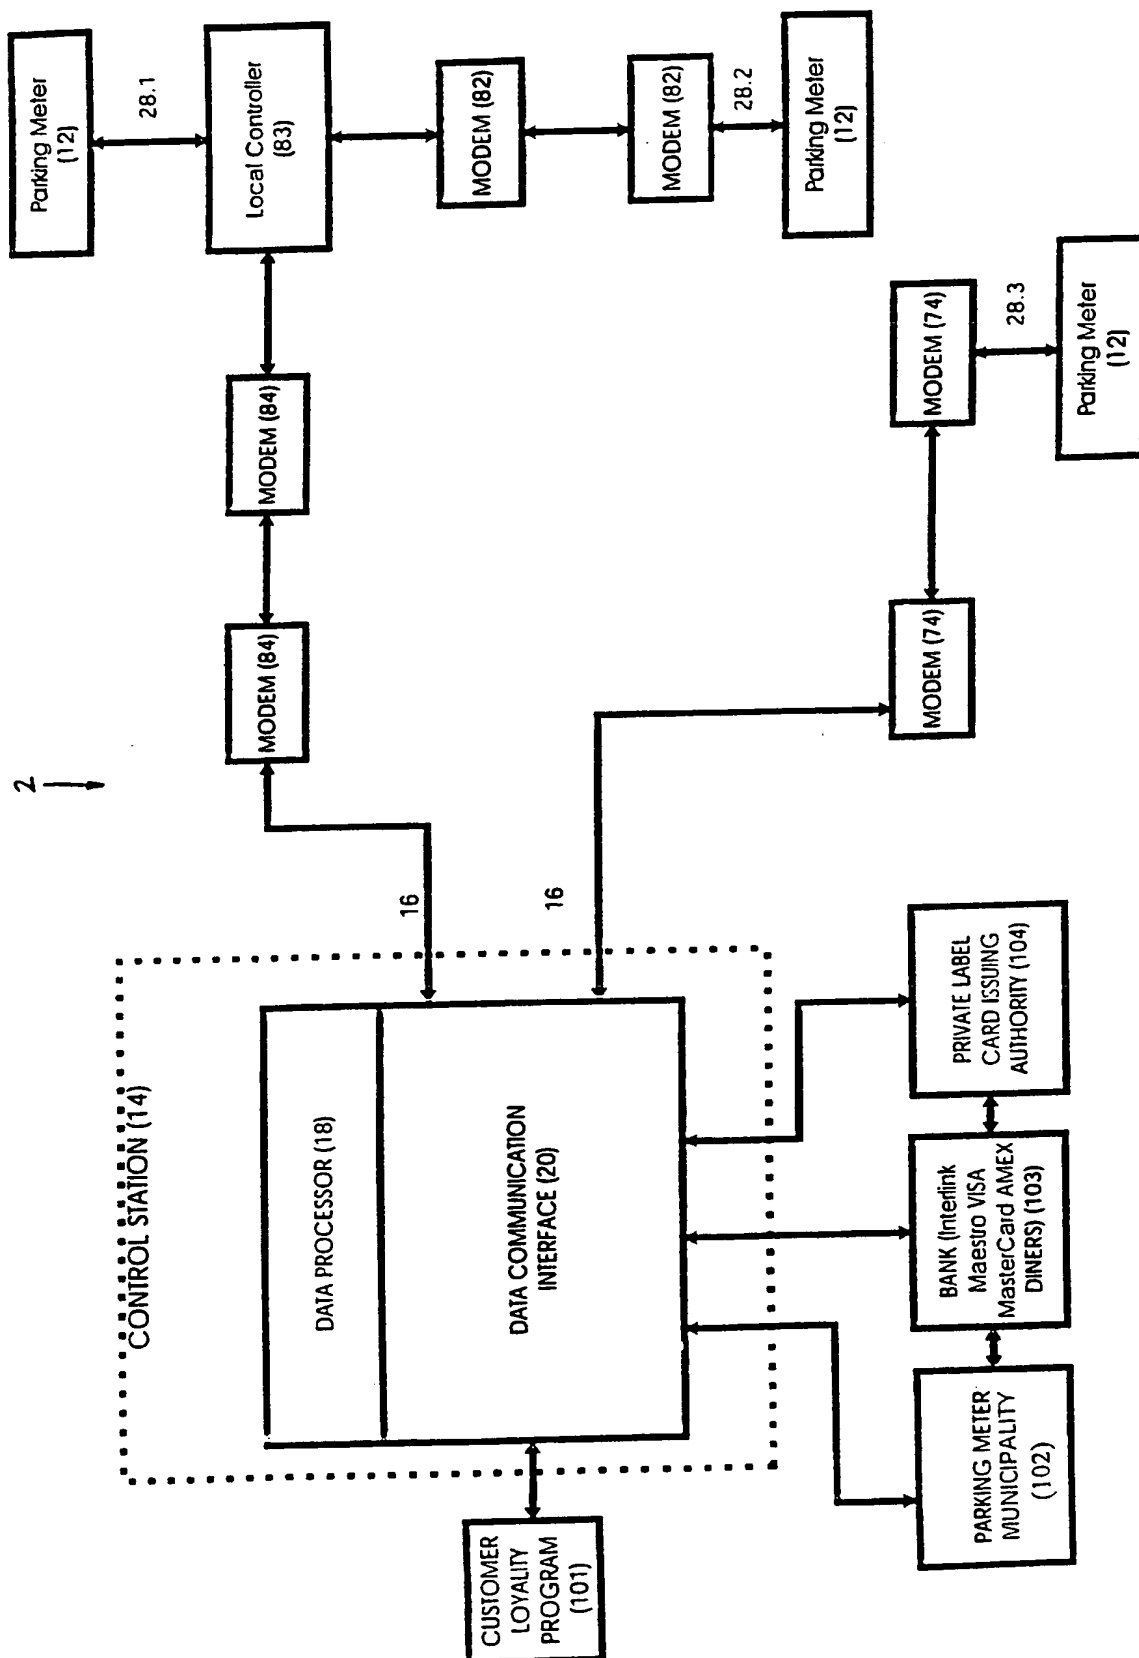 2
CONTROL STATION (14)
DATA PROCESSOR (18)
DATA COMMUNICATION
INTERFACE (20)
CUSTOMER
LOYALITY
PROGRAM
(101)
PARKING METER
MUNICIPALITY
(102)
BANK (Interlink
Maestro VISA
MasterCard AMEX
DINERS) (103)
PRIVATE LABEL
CARD ISSUING
AUTHORITY (104)
16
16
MODEM (84)
MODEM (84)
Local Controller
(83)
28.1
Parking Meter
(12)
MODEM (82)
MODEM (82)
28.2
Parking Meter
(12)
MODEM (74)
MODEM (74)
28.3
Parking Meter
(12)